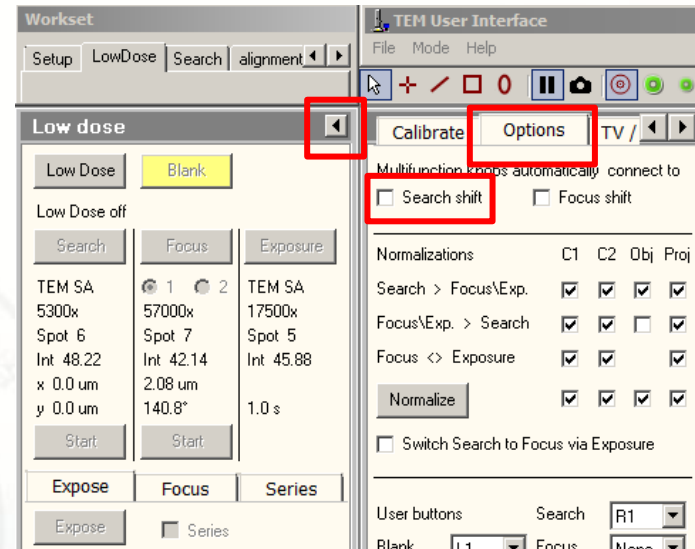 Workset
Setup LowDose Search alignment
Low dose
Low Dose Blank
Low Dose off
Search Focus Exposure
TEM SA 1 2 TEM SA
5300x 57000x 17500x
Spot 6 Spot 7 Spot 5
Int 48.22 Int 42.14 Int 45.88
x 0.0 um 2.08 um
y 0.0 um 140.8° 1.0 s
Start Start
Expose Focus Series
Expose Series
TEM User Interface
File Mode Help
Calibrate Options TV /
Multifunction knobs automatically connect to
Search shift Focus shift
Normalizations C1 C2 Obj Proj
Search > Focus\Exp.
Focus\Exp. > Search
Focus <> Exposure
Normalize
Switch Search to Focus via Exposure
User buttons Search R1
Blank L1 Focus None